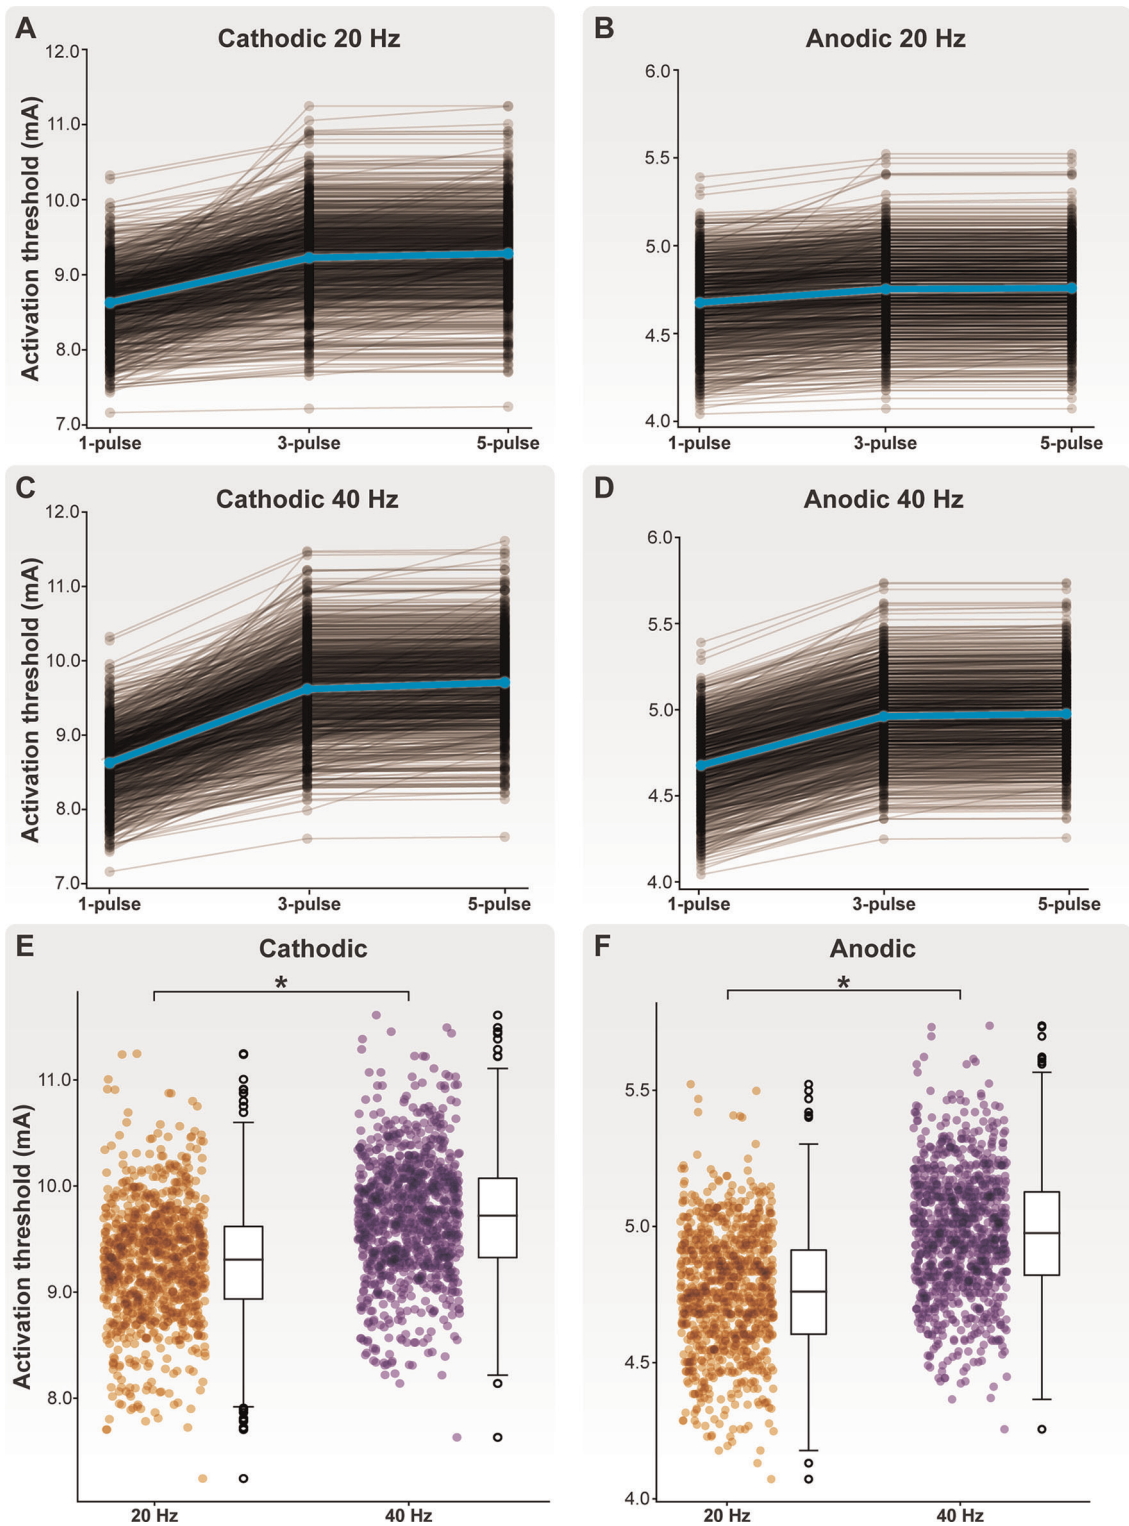 A
Cathodic 20 Hz
12.0
11.0
10.0
9.0
8.0
7.0
Activation threshold (mA)
1-pulse 3-pulse 5-pulse
B
Anodic 20 Hz
6.0
5.5
5.0
4.5
4.0
1-pulse 3-pulse 5-pulse
C
Cathodic 40 Hz
12.0
11.0
10.0
9.0
8.0
7.0
Activation threshold (mA)
1-pulse 3-pulse 5-pulse
D
Anodic 40 Hz
6.0
5.5
5.0
4.5
4.0
1-pulse 3-pulse 5-pulse
E
Cathodic
*
11.0
10.0
9.0
8.0
Activation threshold (mA)
20 Hz 40 Hz
F
Anodic
*
5.5
5.0
4.5
4.0
20 Hz 40 Hz